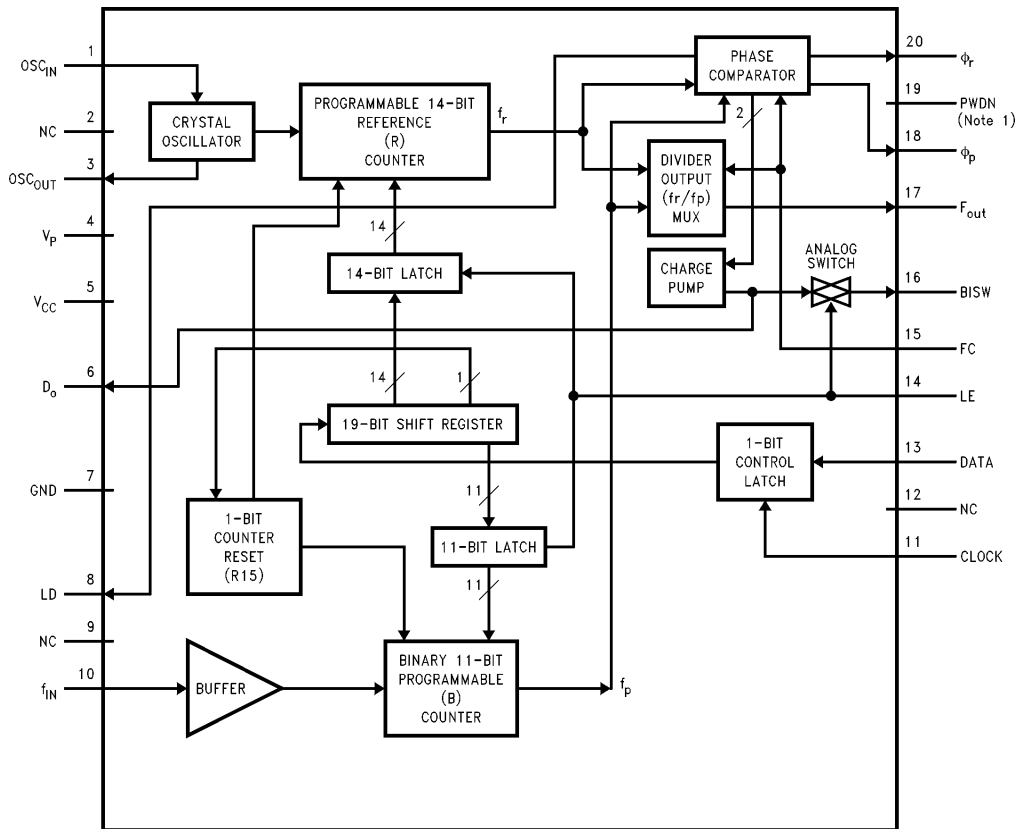 1
OSC_IN
2
NC
3
OSC_OUT
4
V_P
5
V_CC
6
D_o
7
GND
8
LD
9
NC
10
f_IN
CRYSTAL
OSCILLATOR
PROGRAMMABLE 14-BIT
REFERENCE
(R)
COUNTER
f_r
14
14-BIT LATCH
14
1
19-BIT SHIFT REGISTER
11
1-BIT
COUNTER
RESET
(R15)
11-BIT LATCH
11
BUFFER
BINARY 11-BIT
PROGRAMMABLE
(B)
COUNTER
f_p
PHASE
COMPARATOR
2
DIVIDER
OUTPUT
(fr/fp)
MUX
CHARGE
PUMP
ANALOG
SWITCH
1-BIT
CONTROL
LATCH
20
ϕ_r
19
PWDN
(Note 1)
18
ϕ_p
17
F_out
16
BISW
15
FC
14
LE
13
DATA
12
NC
11
CLOCK